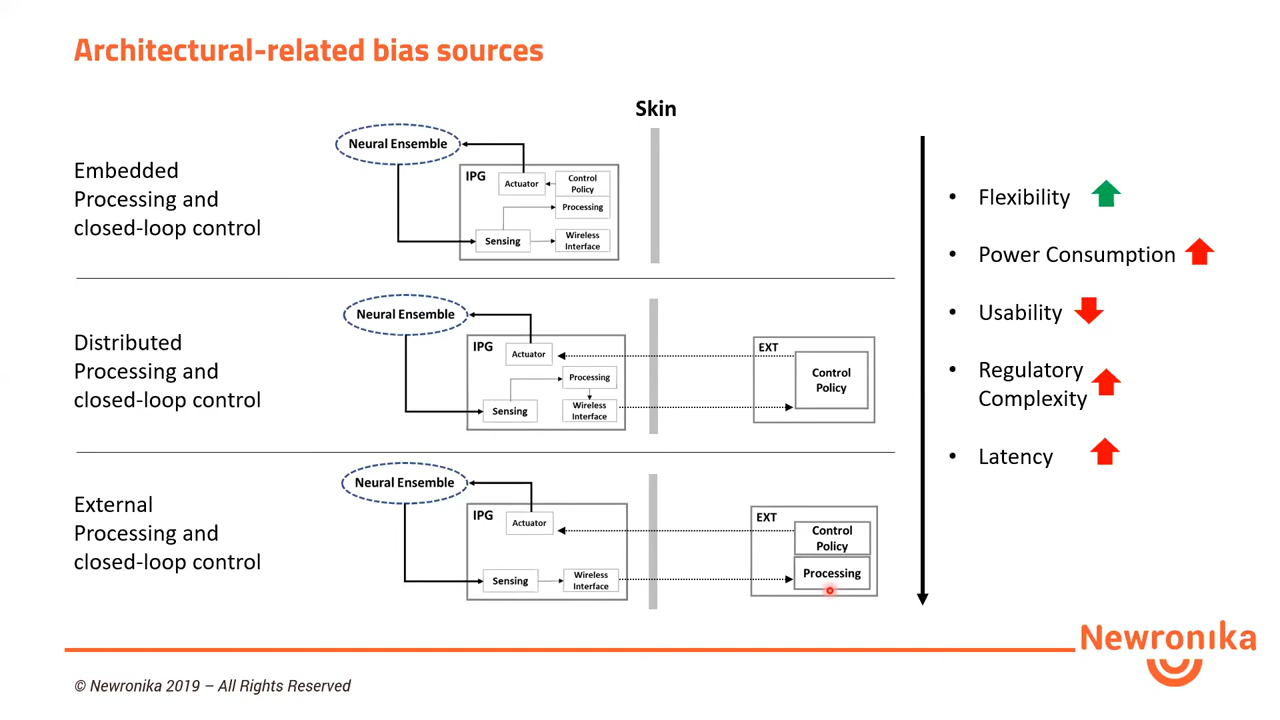 Architectural-related bias sources
Skin
Embedded
Processing and
closed-loop control
Neural Ensemble
IPG
Actuator
Control
Policy
Processing
Sensing
Wireless
Interface
Distributed
Processing and
closed-loop control
Neural Ensemble
IPG
Actuator
Processing
Sensing
Wireless
Interface
EXT
Control
Policy
External
Processing and
closed-loop control
Neural Ensemble
IPG
Actuator
Sensing
Wireless
Interface
EXT
Control
Policy
Processing
• Flexibility
• Power Consumption
• Usability
• Regulatory
Complexity
• Latency
Newronika
© Newronika 2019 – All Rights Reserved